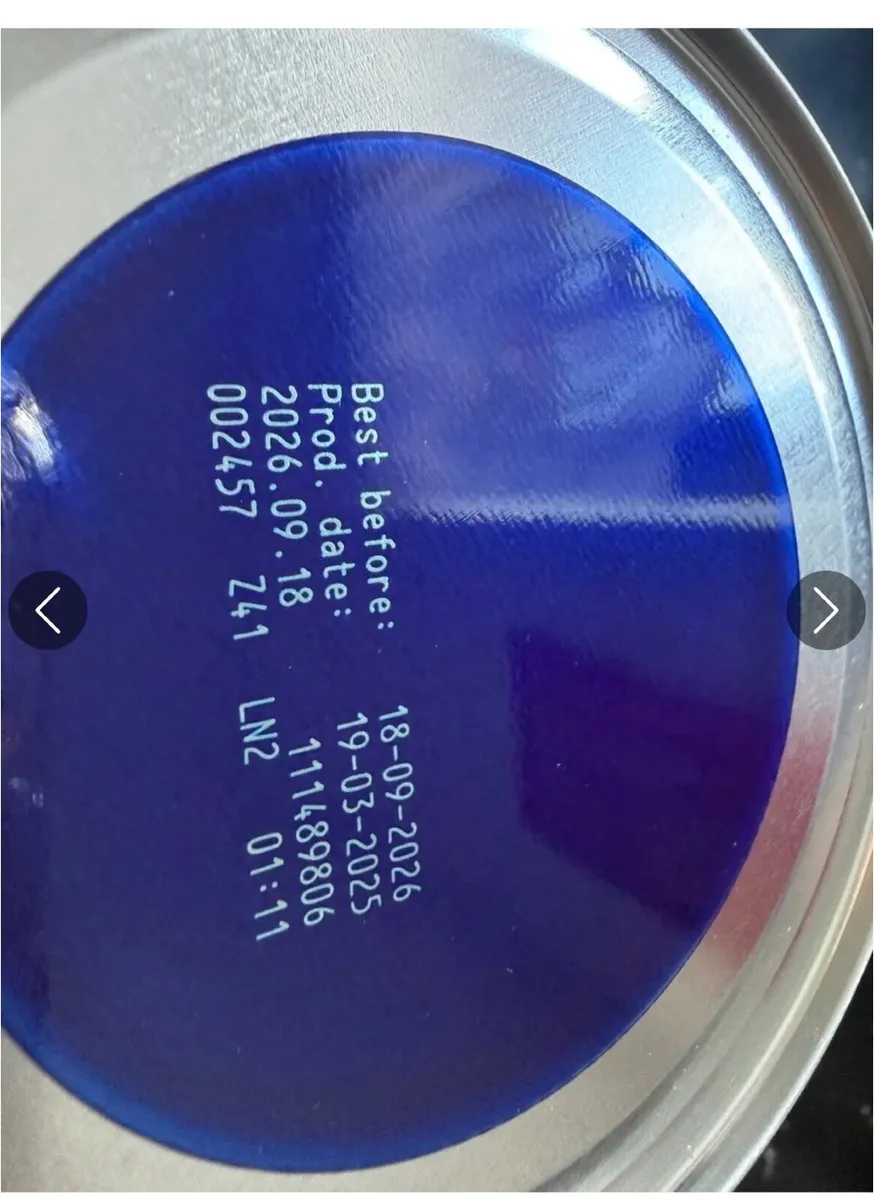 Best before: 18-09-2026
Prod. date: 19-03-2025
2026.09.18 111489806
002457 Z41 LN2 01:11